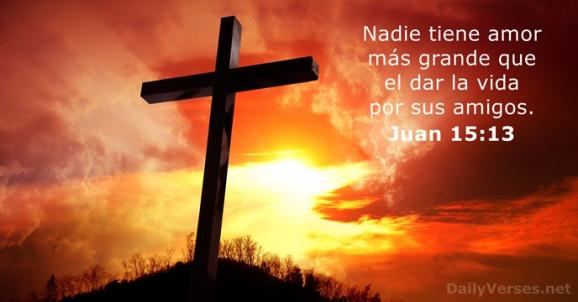 Nadie tiene amor
más grande que
el dar la vida
por sus amigos.
Juan 15:13
DailyVerses.net